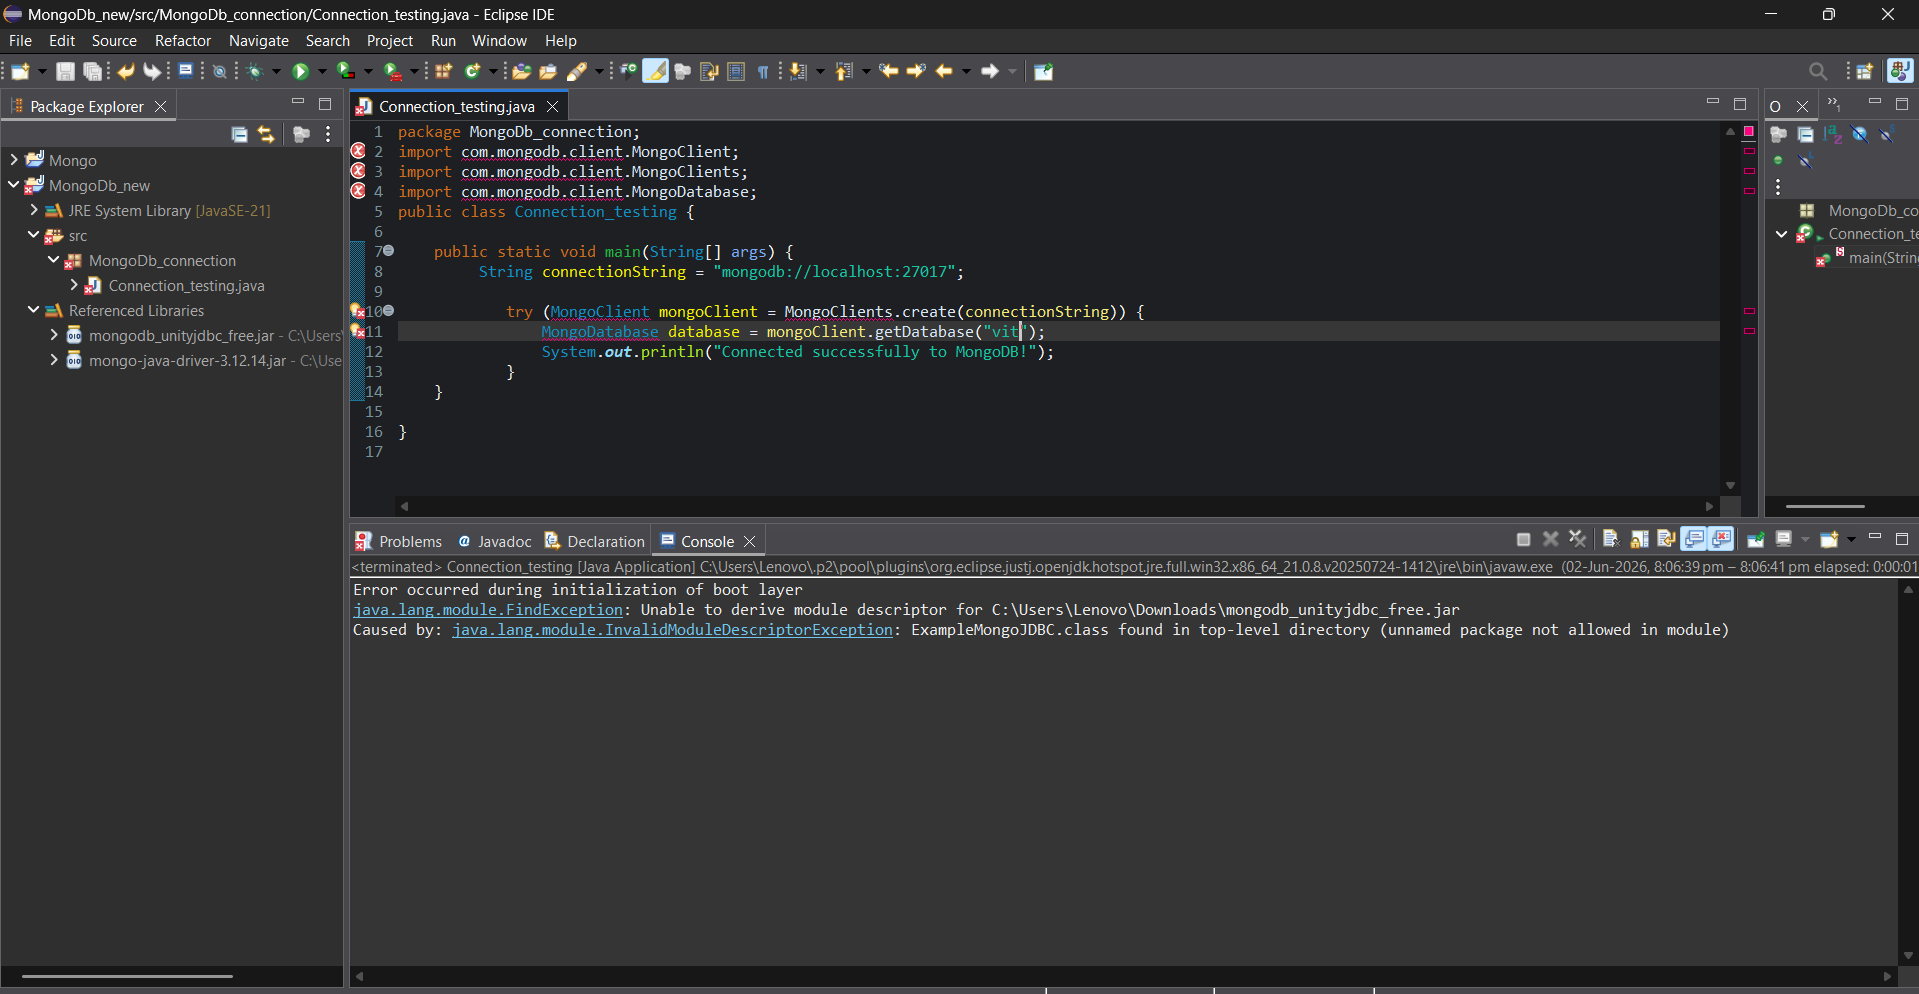 MongoDb_new/src/MongoDb_connection/Connection_testing.java - Eclipse IDE
File Edit Source Refactor Navigate Search Project Run Window Help
Package Explorer
Mongo
MongoDb_new
JRE System Library [JavaSE-21]
src
MongoDb_connection
Connection_testing.java
Referenced Libraries
mongodb_unityjdbc_free.jar - C:\Users
mongo-java-driver-3.12.14.jar - C:\Use
Connection_testing.java
1 package MongoDb_connection;
2 import com.mongodb.client.MongoClient;
3 import com.mongodb.client.MongoClients;
4 import com.mongodb.client.MongoDatabase;
5 public class Connection_testing {
6
7 public static void main(String[] args) {
8 String connectionString = "mongodb://localhost:27017";
9
10 try (MongoClient mongoClient = MongoClients.create(connectionString)) {
11 MongoDatabase database = mongoClient.getDatabase("vit");
12 System.out.println("Connected successfully to MongoDB!");
13 }
14 }
15
16 }
17
O
MongoDb_co
Connection_te
main(Strin
Problems Javadoc Declaration Console
<terminated> Connection_testing [Java Application] C:\Users\Lenovo\.p2\pool\plugins\org.eclipse.justj.openjdk.hotspot.jre.full.win32.x86_64_21.0.8.v20250724-1412\jre\bin\javaw.exe (02-Jun-2026, 8:06:39 pm – 8:06:41 pm elapsed: 0:00:01
Error occurred during initialization of boot layer
java.lang.module.FindException: Unable to derive module descriptor for C:\Users\Lenovo\Downloads\mongodb_unityjdbc_free.jar
Caused by: java.lang.module.InvalidModuleDescriptorException: ExampleMongoJDBC.class found in top-level directory (unnamed package not allowed in module)